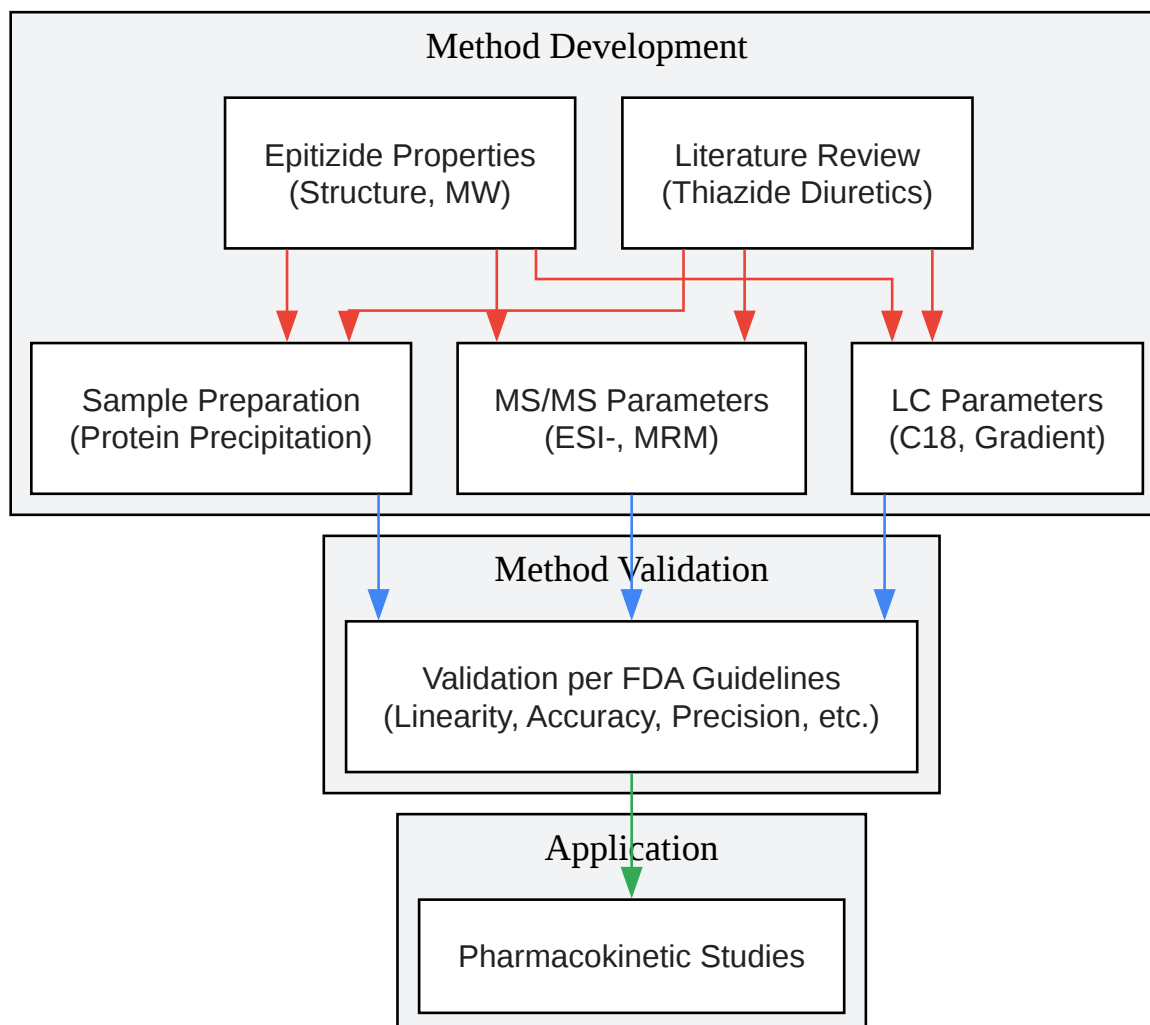 Method Development
Epitizide Properties
(Structure, MW)
Literature Review
(Thiazide Diuretics)
Sample Preparation
(Protein Precipitation)
MS/MS Parameters
(ESI-, MRM)
LC Parameters
(C18, Gradient)
Method Validation
Validation per FDA Guidelines
(Linearity, Accuracy, Precision, etc.)
Application
Pharmacokinetic Studies